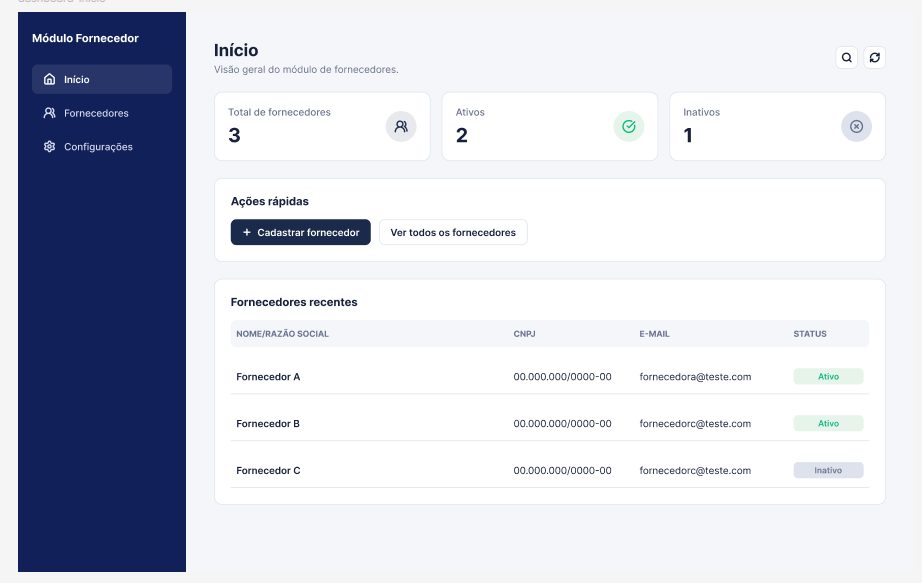 Módulo Fornecedor
Início
Fornecedores
Configurações
Início
Visão geral do módulo de fornecedores.
Total de fornecedores
3
Ativos
2
Inativos
1
Ações rápidas
+ Cadastrar fornecedor
Ver todos os fornecedores
Fornecedores recentes
NOME/RAZÃO SOCIAL CNPJ E-MAIL STATUS
Fornecedor A 00.000.000/0000-00 fornecedora@teste.com Ativo
Fornecedor B 00.000.000/0000-00 fornecedorc@teste.com Ativo
Fornecedor C 00.000.000/0000-00 fornecedorc@teste.com Inativo